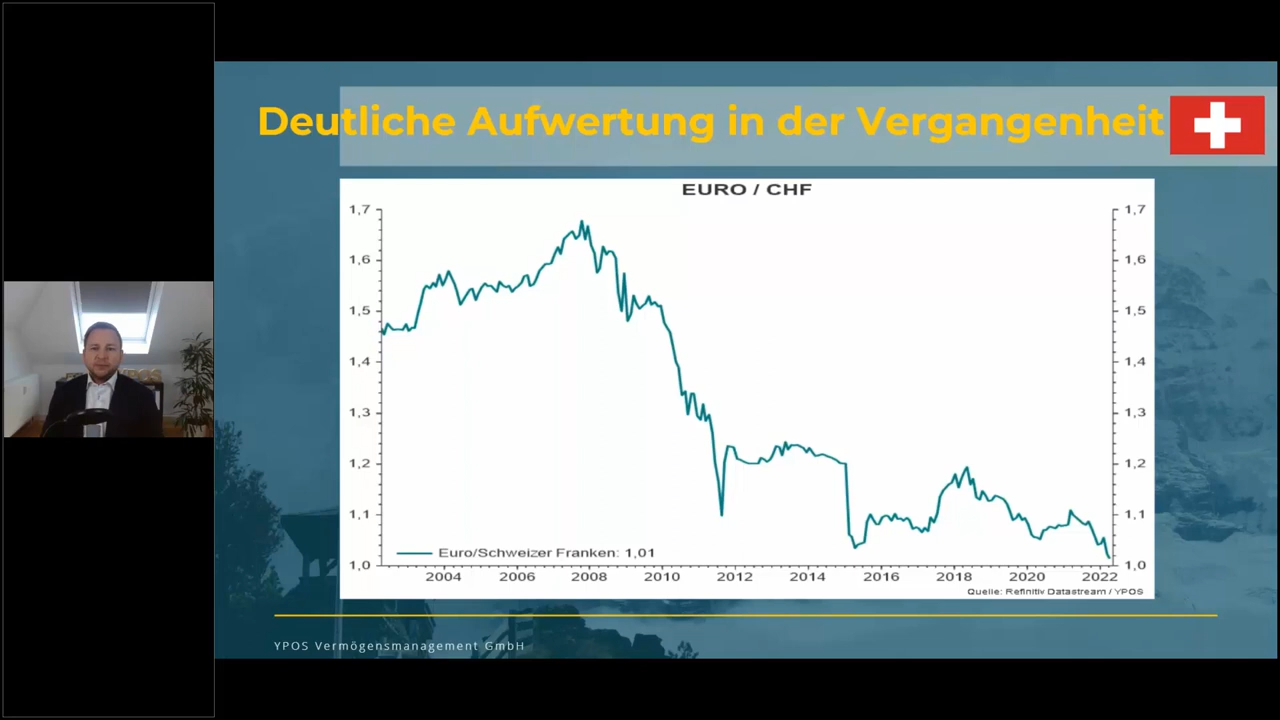 Deutliche Aufwertung in der Vergangenheit
EURO / CHF
1,7 1,7
1,6 1,6
1,5 1,5
1,4 1,4
1,3 1,3
1,2 1,2
1,1 1,1
Euro/Schweizer Franken: 1,01
1,0 1,0
2004 2006 2008 2010 2012 2014 2016 2018 2020 2022
Quelle: Refinitiv Datastream / YPOS
YPOS Vermögensmanagement GmbH